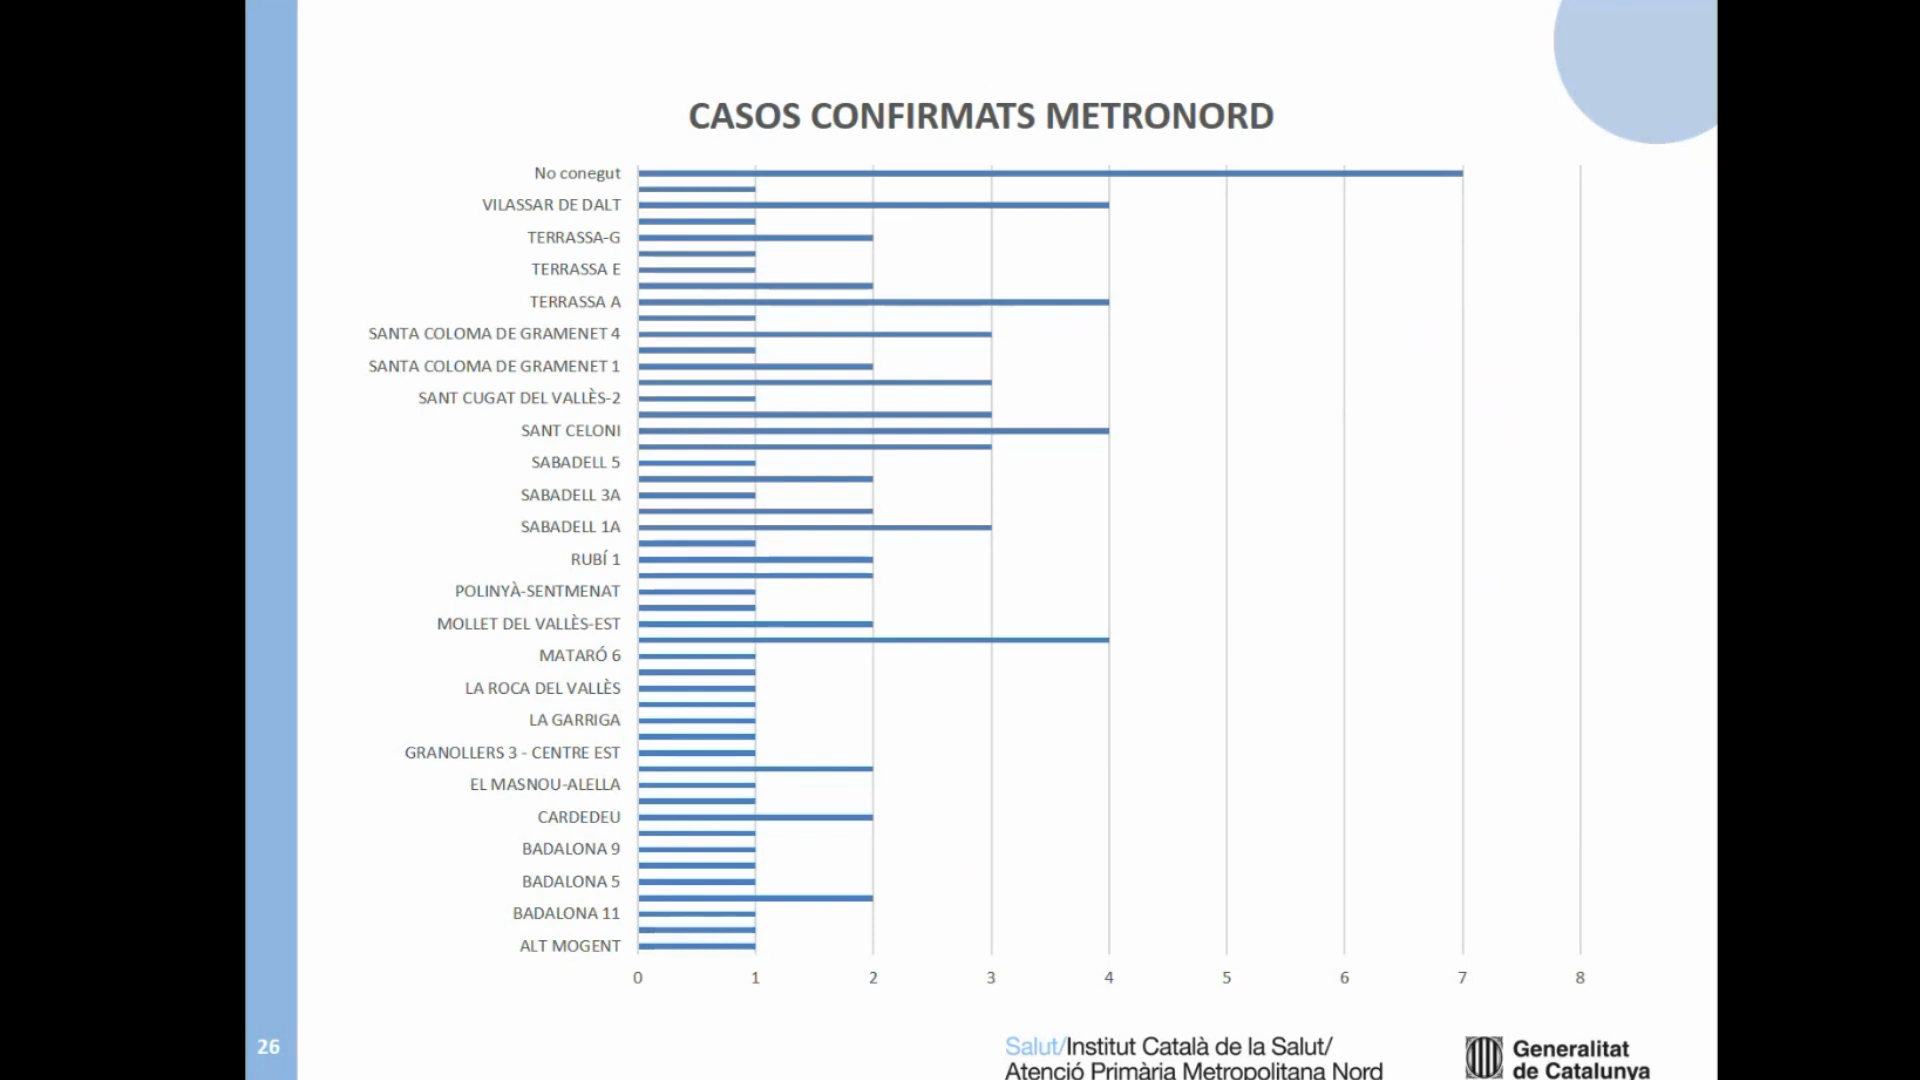 CASOS CONFIRMATS METRONORD
No conegut
VILASSAR DE DALT
TERRASSA-G
TERRASSA E
TERRASSA A
SANTA COLOMA DE GRAMENET 4
SANTA COLOMA DE GRAMENET 1
SANT CUGAT DEL VALLÈS-2
SANT CELONI
SABADELL 5
SABADELL 3A
SABADELL 1A
RUBÍ 1
POLINYÀ-SENTMENAT
MOLLET DEL VALLÈS-EST
MATARÓ 6
LA ROCA DEL VALLÈS
LA GARRIGA
GRANOLLERS 3 - CENTRE EST
EL MASNOU-ALELLA
CARDEDEU
BADALONA 9
BADALONA 5
BADALONA 11
ALT MOGENT
0 1 2 3 4 5 6 7 8
26
Salut/Institut Català de la Salut/
Atenció Primària Metropolitana Nord
Generalitat
de Catalunya